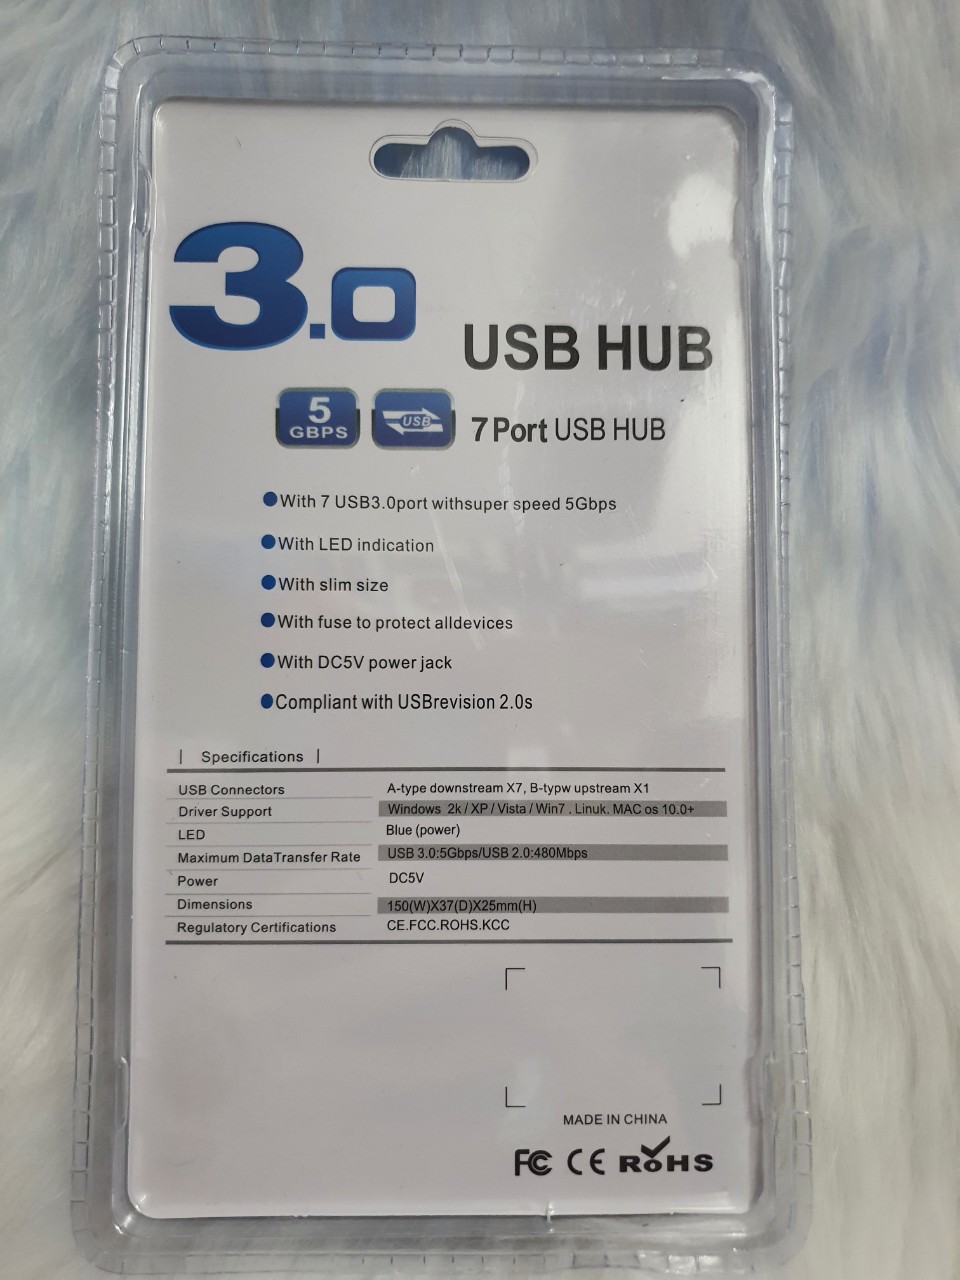 3.0
USB HUB
5
GBPS
USB
7 Port USB HUB
With 7 USB3.0port withsuper speed 5Gbps
With LED indication
With slim size
With fuse to protect alldevices
With DC5V power jack
Compliant with USBrevision 2.0s
| Specifications |
USB Connectors A-type downstream X7, B-typw upstream X1
Driver Support Windows 2k / XP / Vista / Win7 . Linuk. MAC os 10.0+
LED Blue (power)
Maximum DataTransfer Rate USB 3.0:5Gbps/USB 2.0:480Mbps
Power DC5V
Dimensions 150(W)X37(D)X25mm(H)
Regulatory Certifications CE.FCC.ROHS.KCC
MADE IN CHINA
FC CE ROHS